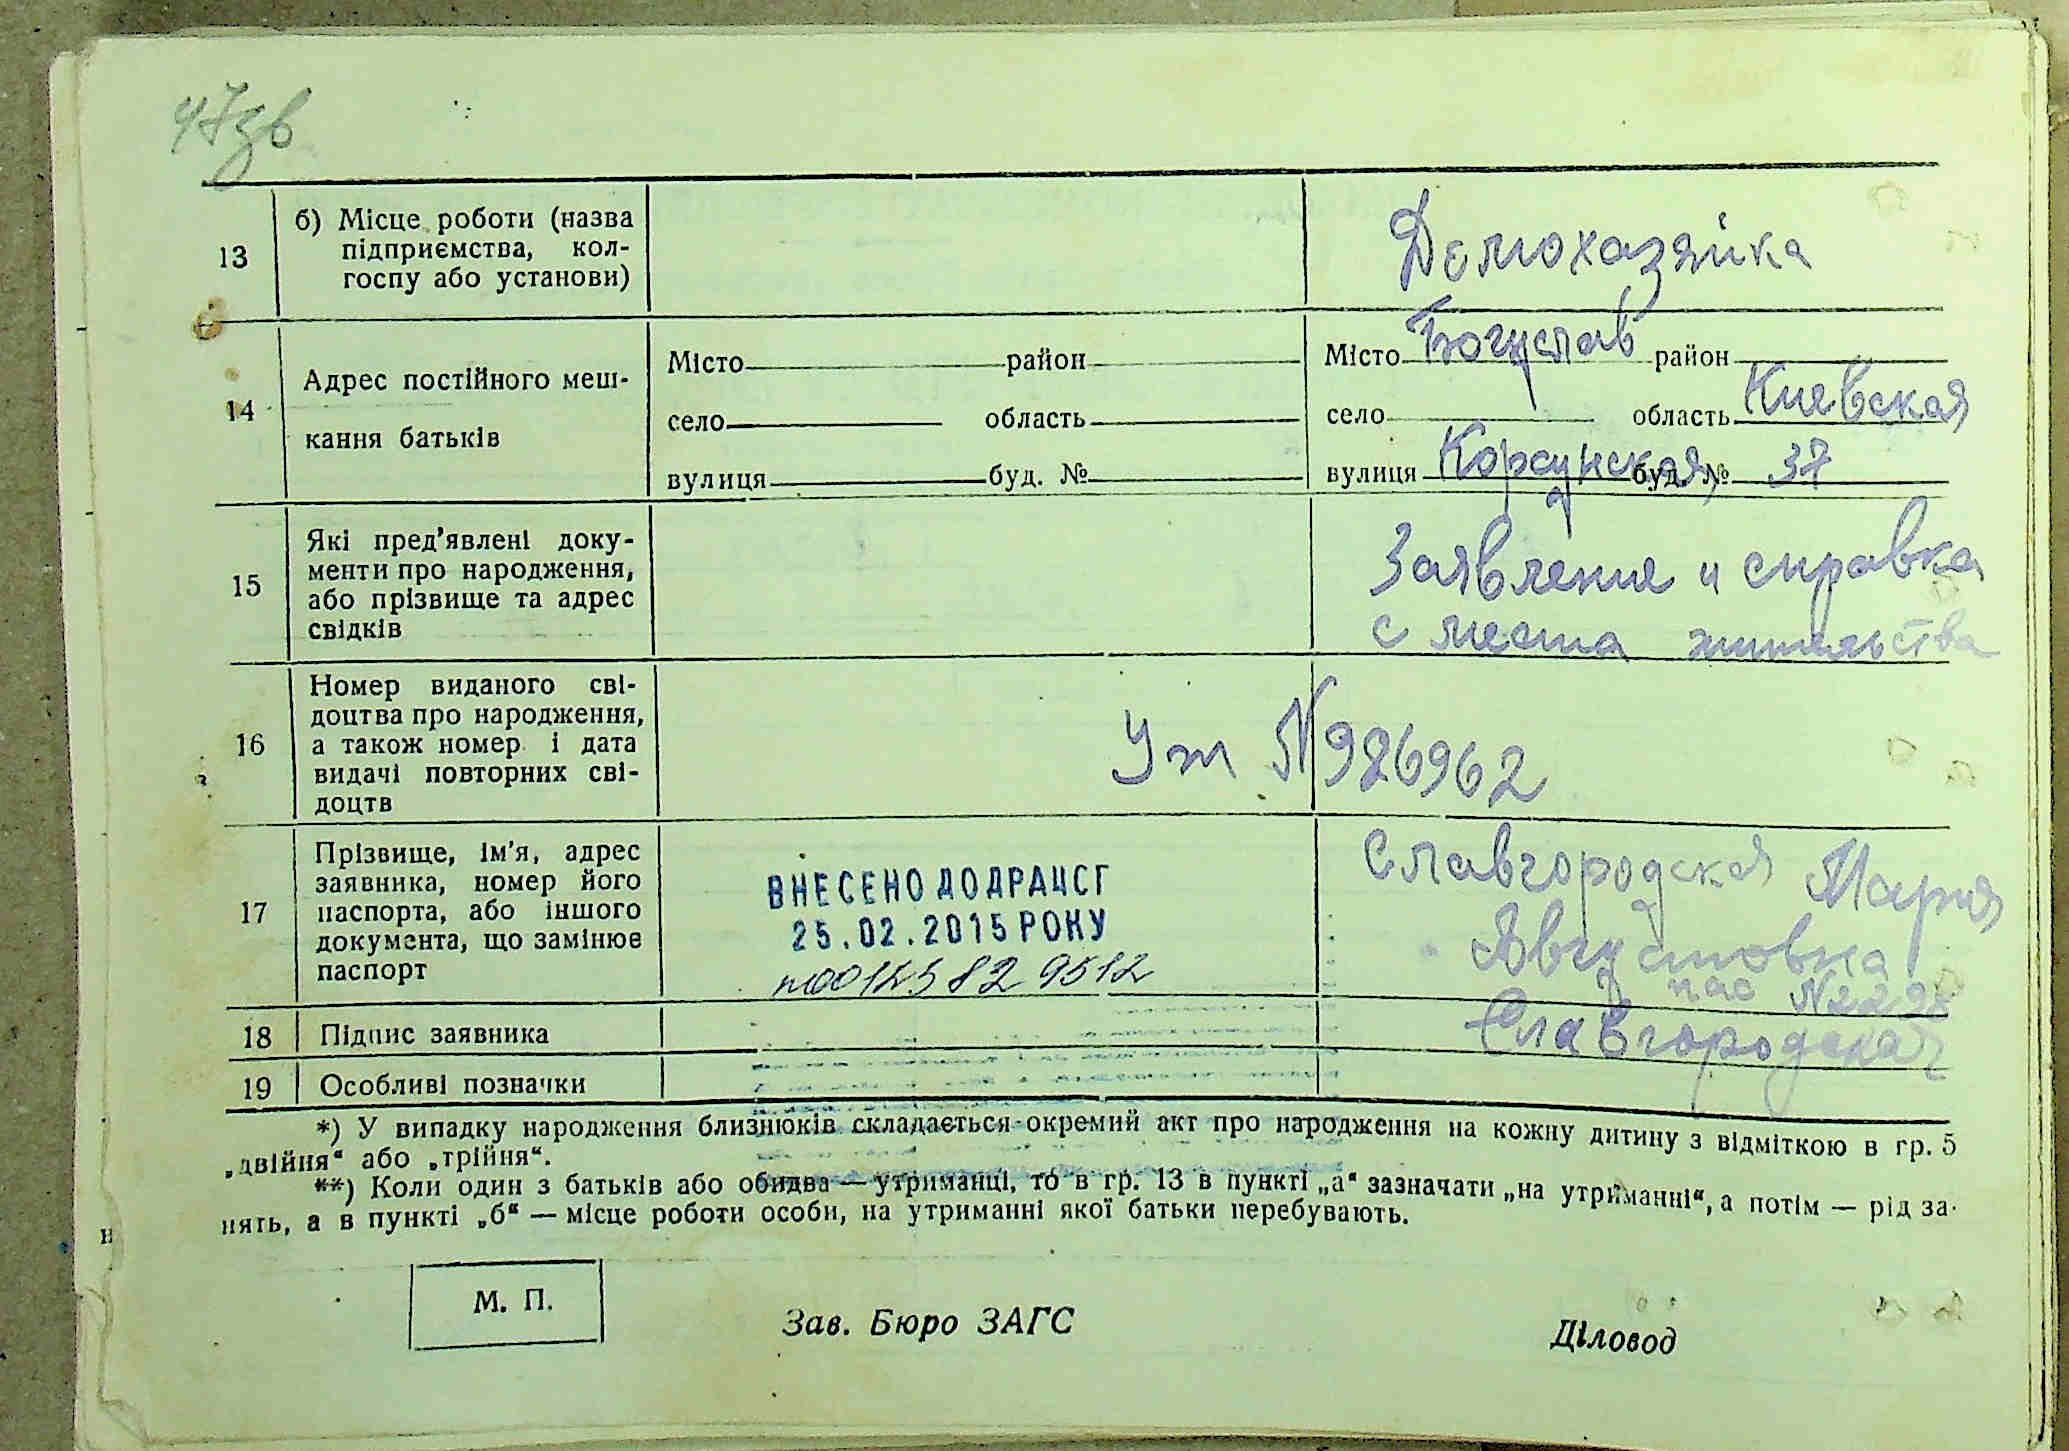 47зв
13
б) Місце роботи (назва
підприємства, кол-
госпу або установи)
Домохазяйка
14
Адрес постійного меш-
кання батьків
Місто район
село область
вулиця буд. №
Місто Богуслав район
село область Киевская
вулиця Корсунская, буд. № 37
15
Які пред’явлені доку-
менти про народження,
або прізвище та адрес
свідків
Заявление и справка
с места жительства
16
Номер виданого сві-
доцтва про народження,
а також номер і дата
видачі повторних сві-
доцтв
N 926962
17
Прізвище, ім’я, адрес
заявника, номер його
паспорта, або іншого
документа, що замінює
паспорт
ВНЕСЕНО ДО ДРАЦСГ
25.02.2015 РОКУ
Славгородская Мария
Августовна
пас
18
Підпис заявника
Славгородская
19
Особливі позначки
*) У випадку народження близнюків складається окремий акт про народження на кожну дитину з відміткою в гр. 5
„двійня“ або „трійня“.
**) Коли один з батьків або обидва — утриманці, то в гр. 13 в пункті „а“ зазначати „на утриманні“, а потім — рід за-
нять, а в пункті „б“ — місце роботи особи, на утриманні якої батьки перебувають.
М. П.
Зав. Бюро ЗАГС
Діловод